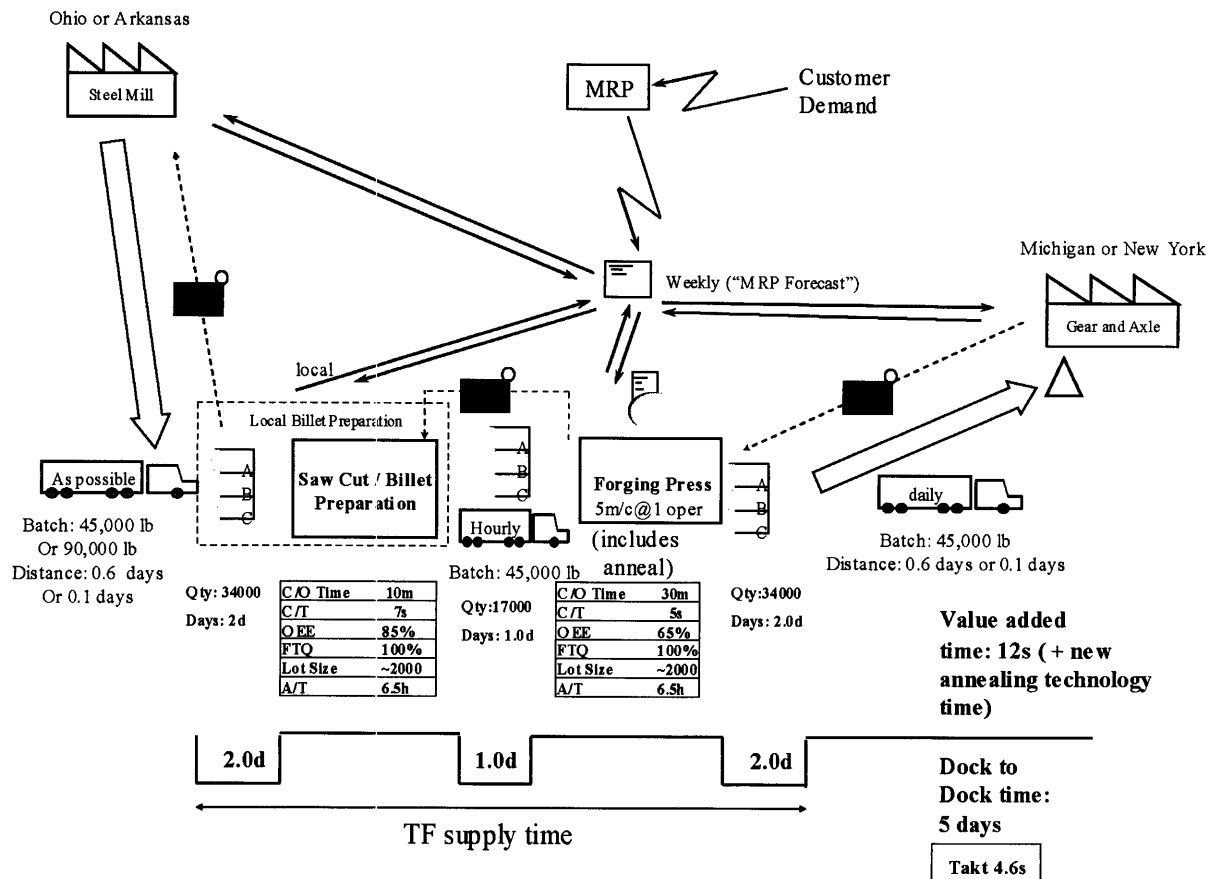 Ohio or Arkansas
Steel Mill
MRP
Customer
Demand
Michigan or New York
Gear and Axle
Weekly ("MRP Forecast")
local
Local Billet Preparation
As possible
A
B
C
Saw Cut / Billet
Preparation
A
B
C
Hourly
Forging Press
5m/c@1 oper
(includes
anneal)
A
B
C
daily
Batch: 45,000 lb
Or 90,000 lb
Distance: 0.6 days
Or 0.1 days
Batch: 45,000 lb
Batch: 45,000 lb
Distance: 0.6 days or 0.1 days
Qty: 34000
Days: 2d
C/O Time 10m
C/T 7s
OEE 85%
FTQ 100%
Lot Size ~2000
A/T 6.5h
Qty:17000
Days: 1.0d
C/O Time 30m
C/T 5s
OEE 65%
FTQ 100%
Lot Size ~2000
A/T 6.5h
Qty:34000
Days: 2.0d
Value added
time: 12s ( + new
annealing technology
time)
2.0d
1.0d
2.0d
TF supply time
Dock to
Dock time:
5 days
Takt 4.6s